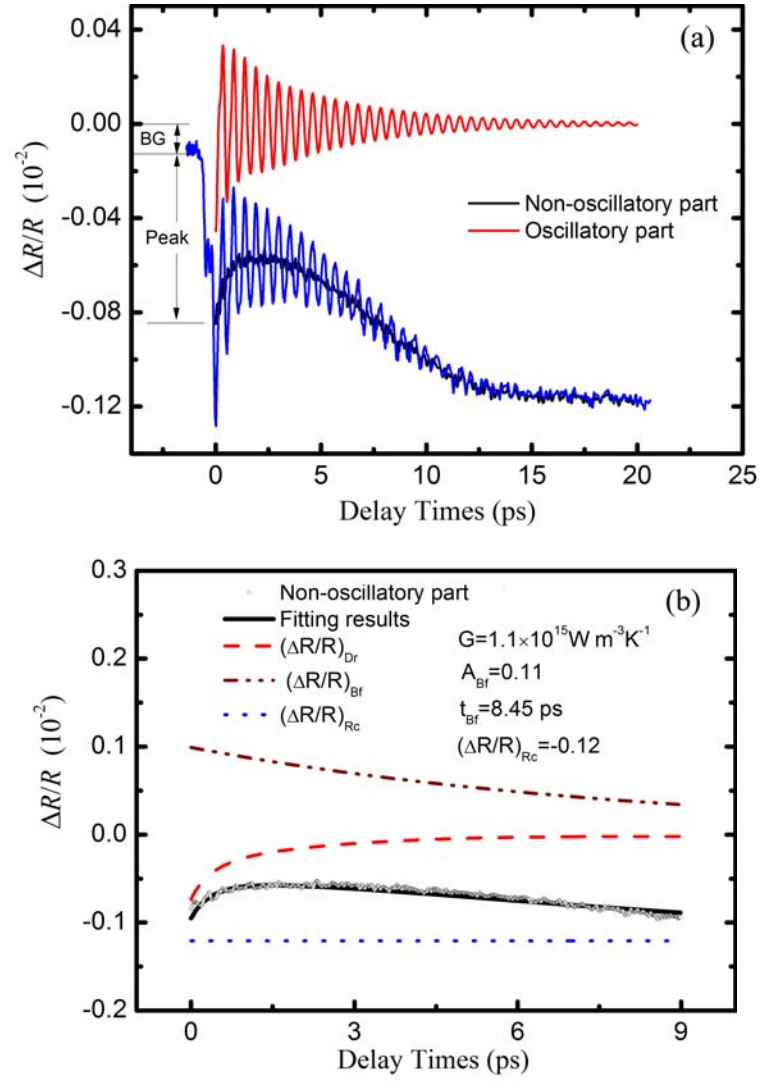 (a)
0.04
0.00
-0.04
-0.08
-0.12
ΔR/R (10⁻²)
BG
Peak
Non-oscillatory part
Oscillatory part
0 5 10 15 20 25
Delay Times (ps)
(b)
0.3
0.2
0.1
0.0
-0.1
-0.2
ΔR/R (10⁻²)
Non-oscillatory part
Fitting results
(ΔR/R)Dr
(ΔR/R)Bf
(ΔR/R)Rc
G=1.1×10¹⁵W m⁻³K⁻¹
ABf=0.11
tBf=8.45 ps
(ΔR/R)Rc=-0.12
0 3 6 9
Delay Times (ps)